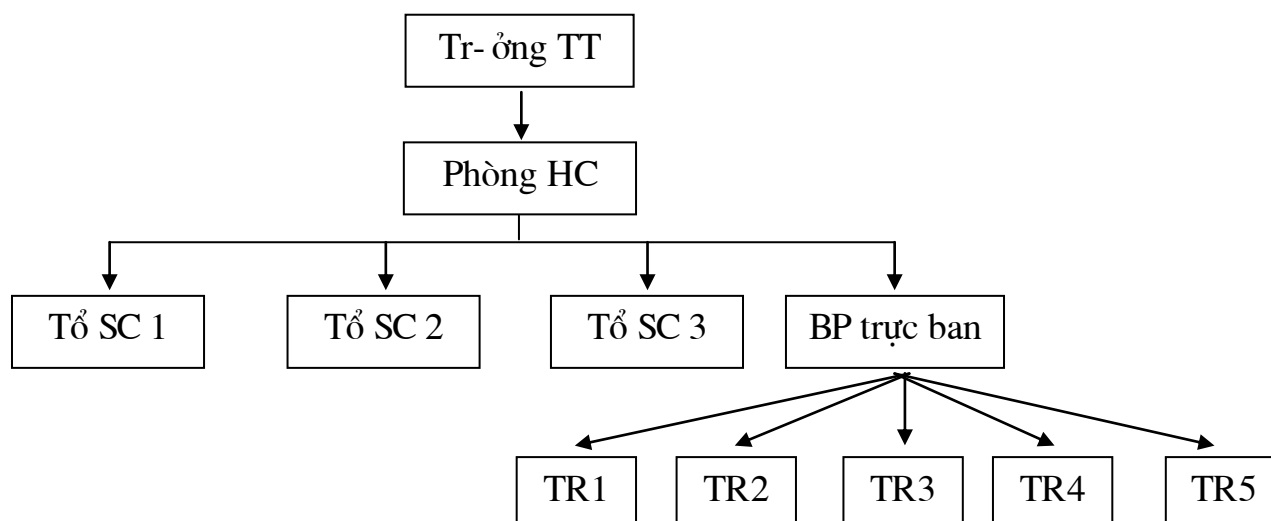 Tr- ởng TT
Phòng HC
Tổ SC 1
Tổ SC 2
Tổ SC 3
BP trực ban
TR1
TR2
TR3
TR4
TR5